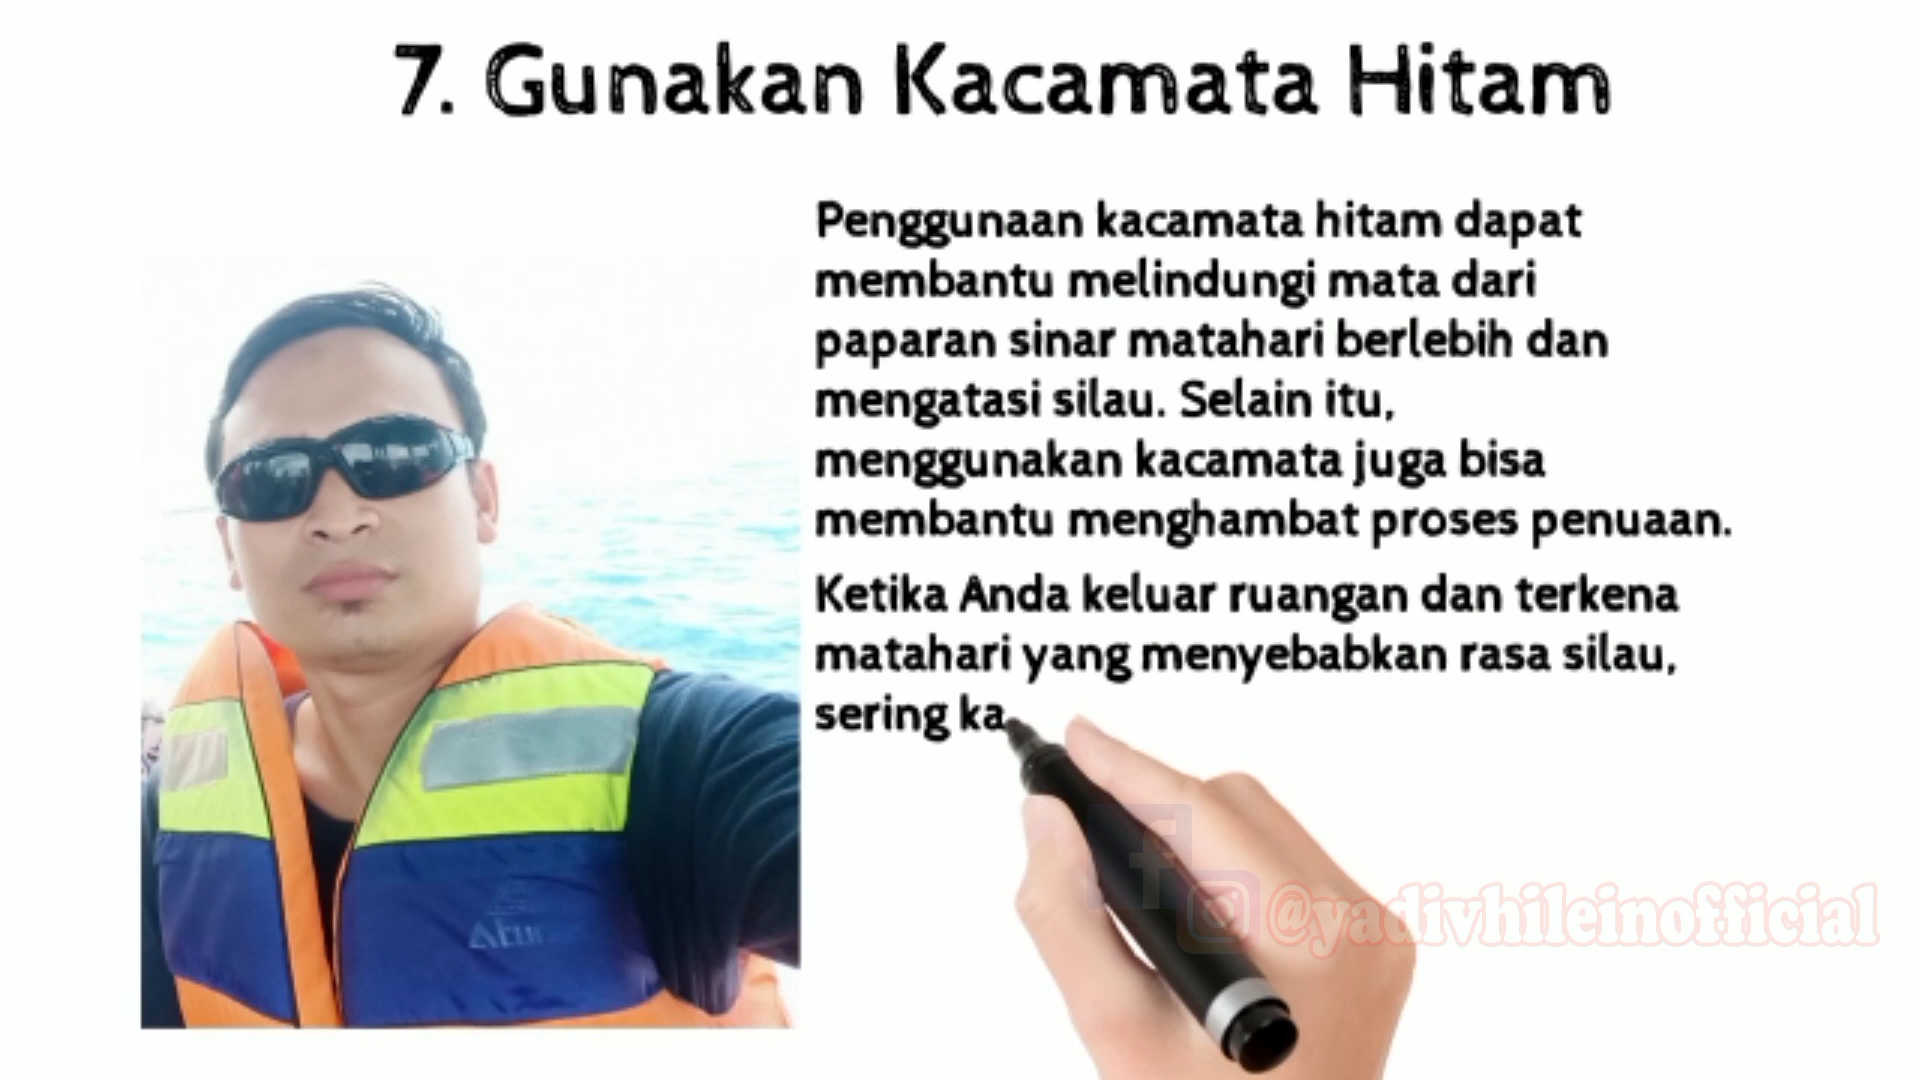 7. Gunakan Kacamata Hitam
Penggunaan kacamata hitam dapat
membantu melindungi mata dari
paparan sinar matahari berlebih dan
mengatasi silau. Selain itu,
menggunakan kacamata juga bisa
membantu menghambat proses penuaan.
Ketika Anda keluar ruangan dan terkena
matahari yang menyebabkan rasa silau,
sering ka
@yadivhileinofficial